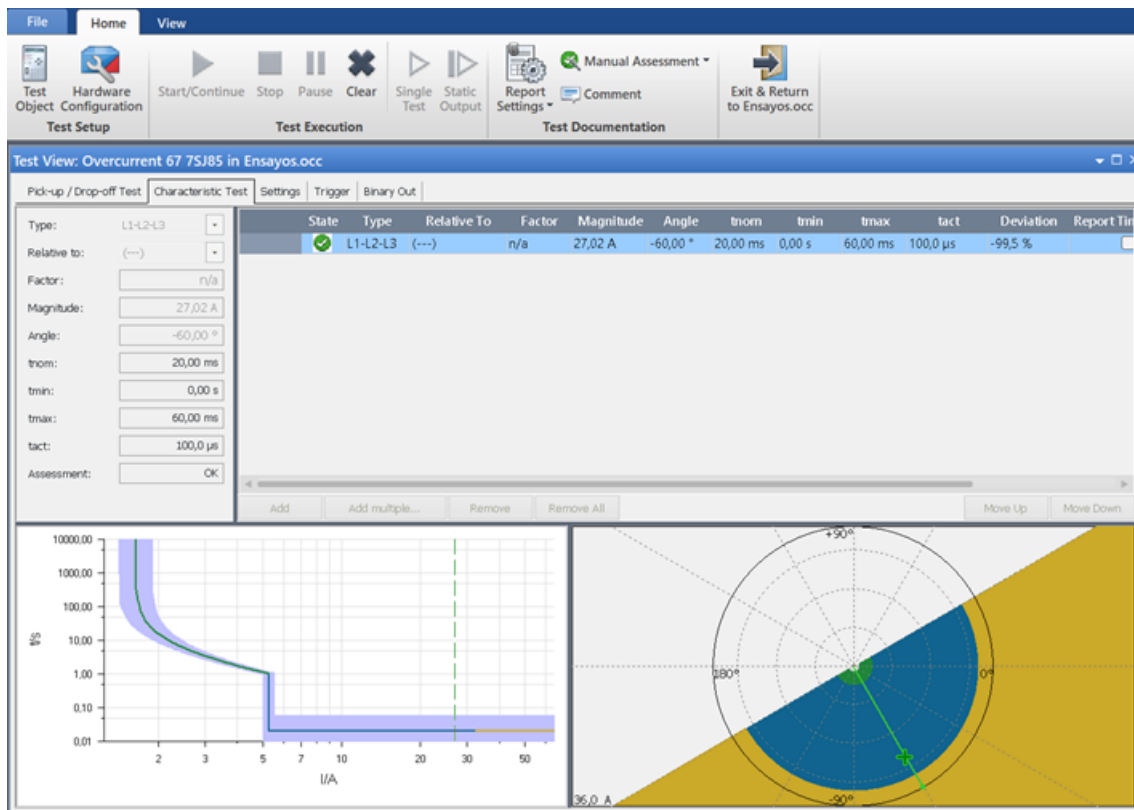 File Home View
Test Object Hardware Configuration Start/Continue Stop Pause Clear Single Test Static Output Report Settings Manual Assessment Comment Exit & Return to Ensayos.occ
Test Setup Test Execution Test Documentation
Test View: Overcurrent 67 7SJ85 in Ensayos.occ
Pick-up / Drop-off Test Characteristic Test Settings Trigger Binary Out
Type: L1-L2-L3
Relative to: (---)
Factor: n/a
Magnitude: 27,02 A
Angle: -60,00 °
tnom: 20,00 ms
tmin: 0,00 s
tmax: 60,00 ms
tact: 100,0 µs
Assessment: OK
State Type Relative To Factor Magnitude Angle tnom tmin tmax tact Deviation Report Tim
L1-L2-L3 (---) n/a 27,02 A -60,00 ° 20,00 ms 0,00 s 60,00 ms 100,0 µs -99,5 %
Add Add multiple... Remove Remove All Move Up Move Down
10000,00
1000,00
100,00
10,00
1,00
0,10
0,01
t/s
2 3 5 7 10 20 30 50
I/A
+90°
180° 0°
-90°
36,0 A